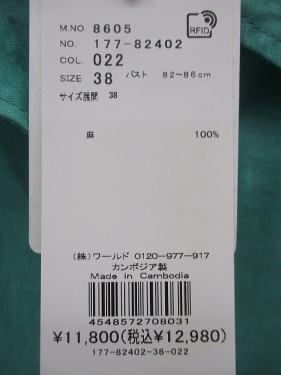 M.NO 8605
RFID
NO. 177-82402
COL. 022
SIZE 38 バスト 82~86cm
サイズ展開 38
麻 100%
(株)ワールド 0120-977-917
カンボジア製
Made in Cambodia
4548572708031
¥11,800(税込¥12,980)
177-82402-38-022